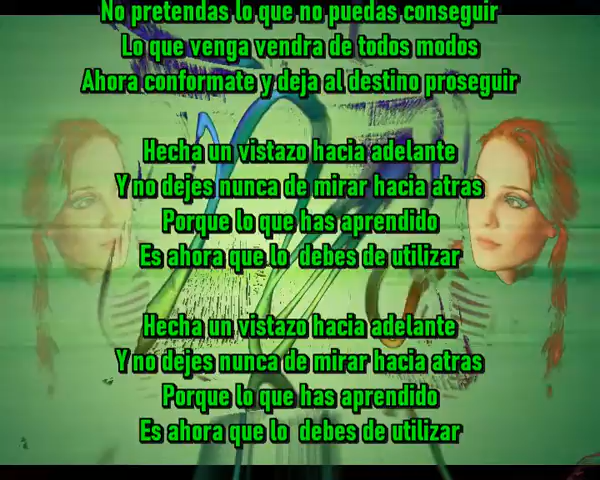 No pretendas lo que no puedas conseguir
Lo que venga vendra de todos modos
Ahora conformate y deja al destino proseguir
Hecha un vistazo hacia adelante
Y no dejes nunca de mirar hacia atras
Porque lo que has aprendido
Es ahora que lo debes de utilizar
Hecha un vistazo hacia adelante
Y no dejes nunca de mirar hacia atras
Porque lo que has aprendido
Es ahora que lo debes de utilizar